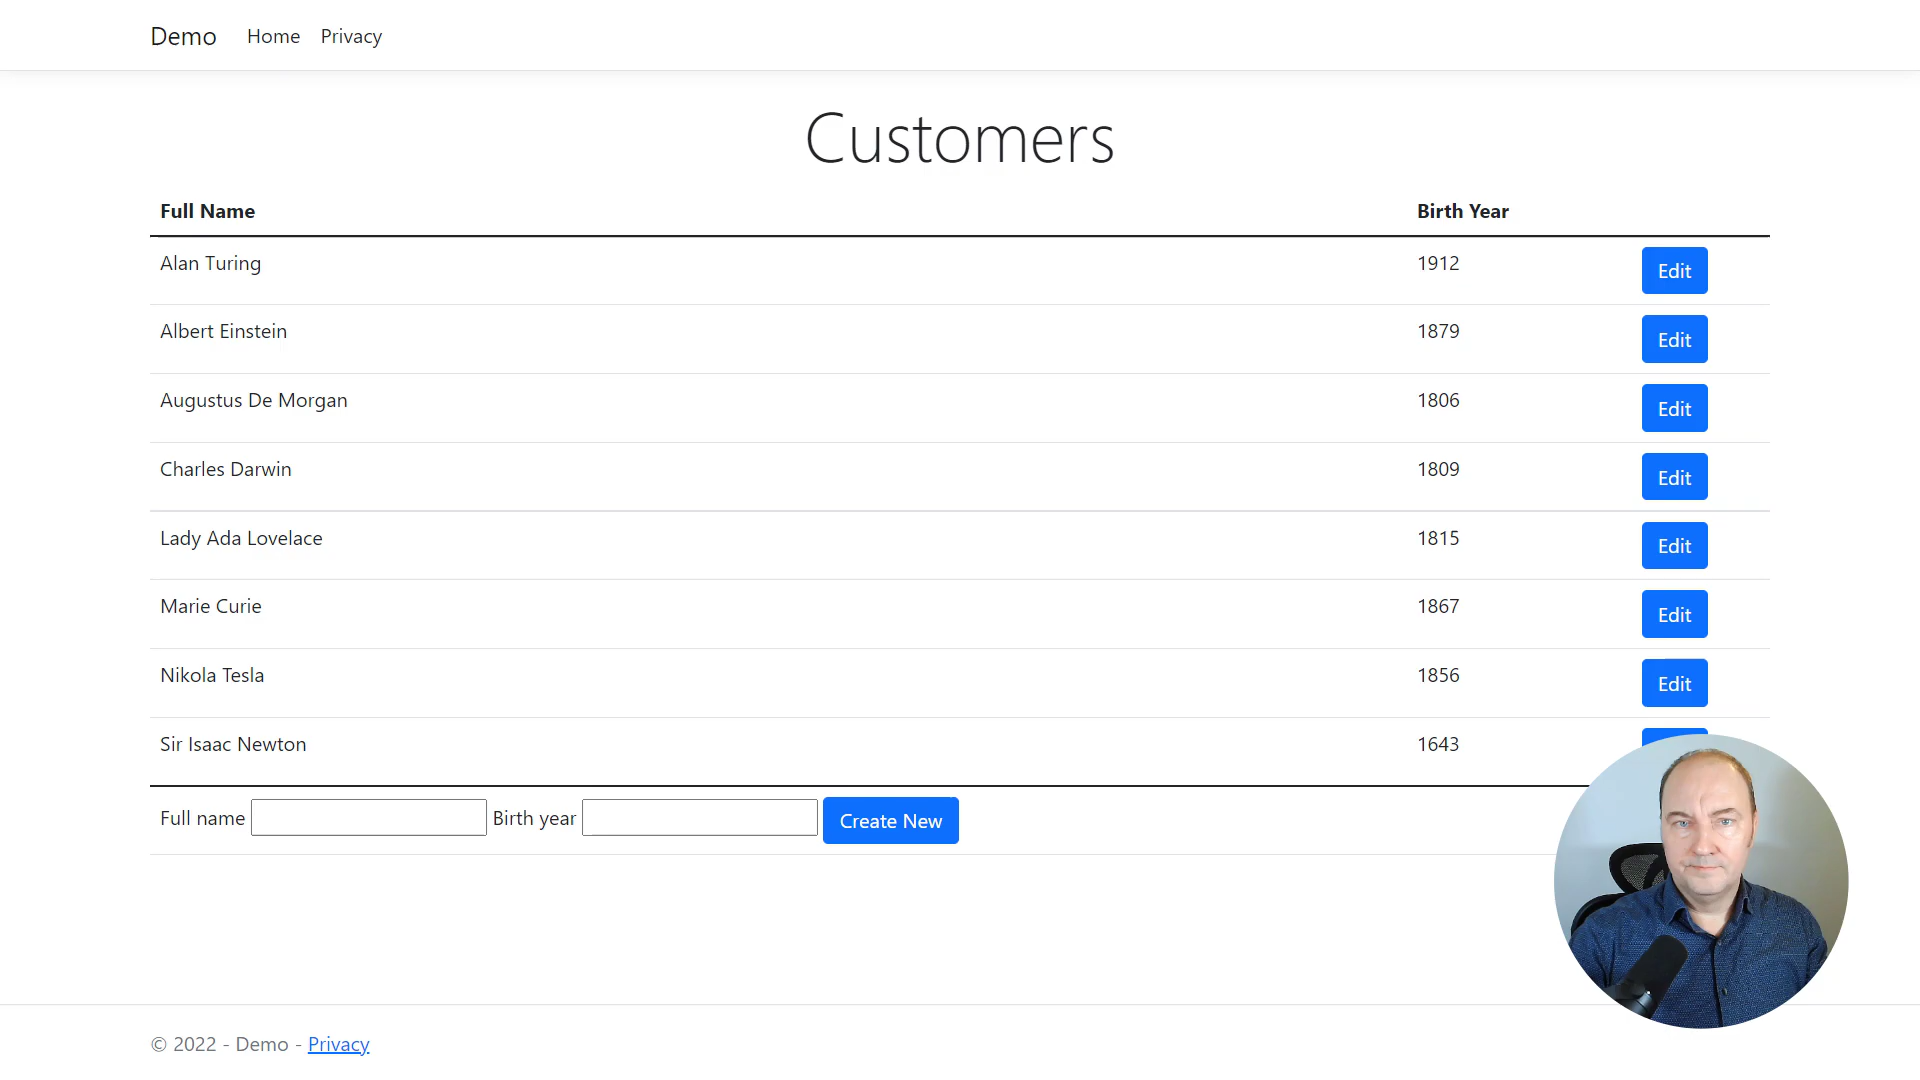 Demo Home Privacy
Customers
Full Name Birth Year
Alan Turing 1912 Edit
Albert Einstein 1879 Edit
Augustus De Morgan 1806 Edit
Charles Darwin 1809 Edit
Lady Ada Lovelace 1815 Edit
Marie Curie 1867 Edit
Nikola Tesla 1856 Edit
Sir Isaac Newton 1643
Full name Birth year Create New
© 2022 - Demo - Privacy